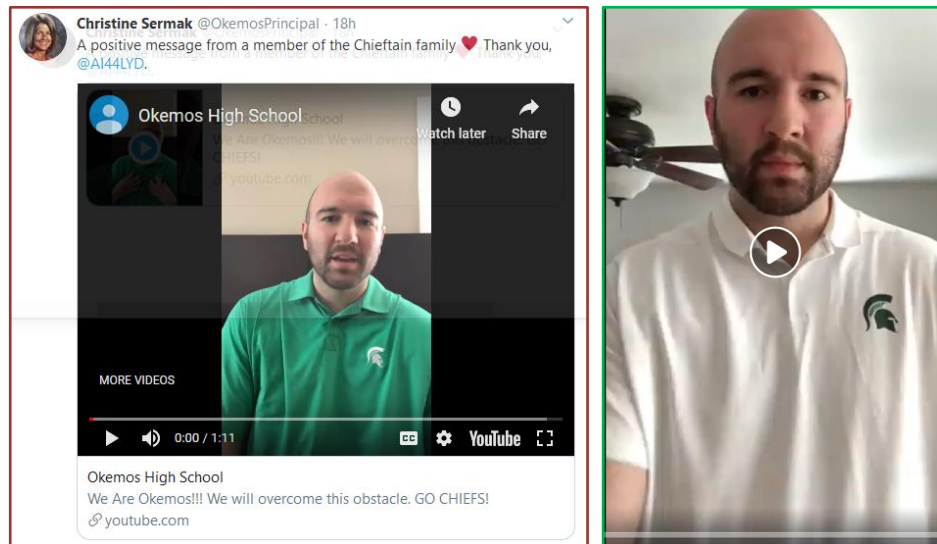 Christine Sermak @OkemosPrincipal · 18h
A positive message from a member of the Chieftain family ♥ Thank you,
@AI44LYD.
Okemos High School
Watch later
Share
We Are Okemos!!! We will overcome this obstacle. GO
CHIEFS!
youtube.com
MORE VIDEOS
0:00 / 1:11
CC
YouTube
Okemos High School
We Are Okemos!!! We will overcome this obstacle. GO CHIEFS!
youtube.com